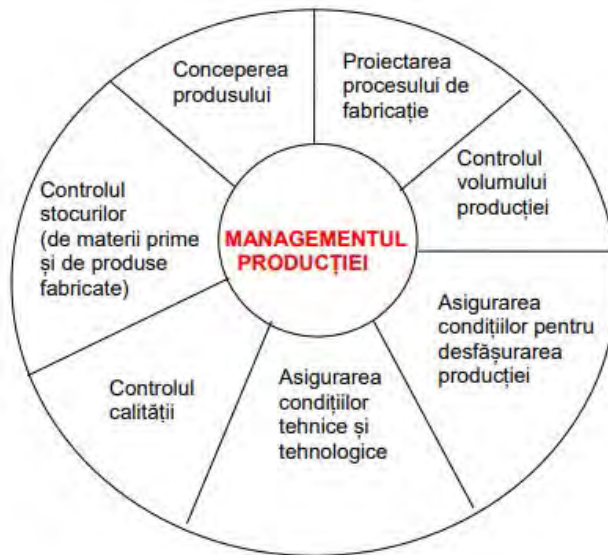 Conceperea
produsului
Proiectarea
procesului de
fabricație
Controlul
volumului
producției
Asigurarea
condițiilor pentru
desfășurarea
producției
Asigurarea
condițiilor
tehnice și
tehnologice
Controlul
calității
Controlul
stocurilor
(de materii prime
și de produse
fabricate)
MANAGEMENTUL
PRODUCȚIEI